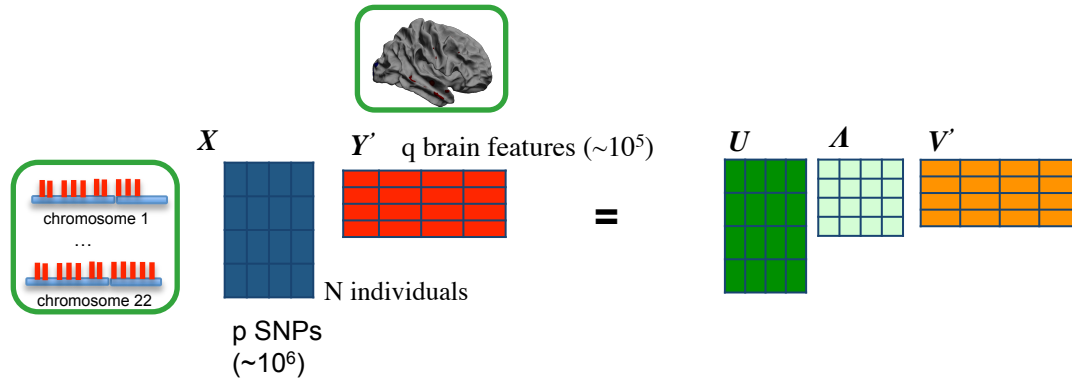 X
Y’ q brain features (~10⁵)
U
Λ
V’
chromosome 1
...
chromosome 22
=
N individuals
p SNPs
(~10⁶)